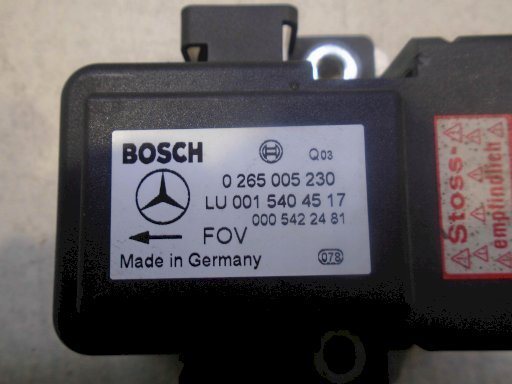 BOSCH
Q03
0 265 005 230
LU 001 540 45 17
000 542 24 81
FOV
Made in Germany
078
Stoss-
empfindlich